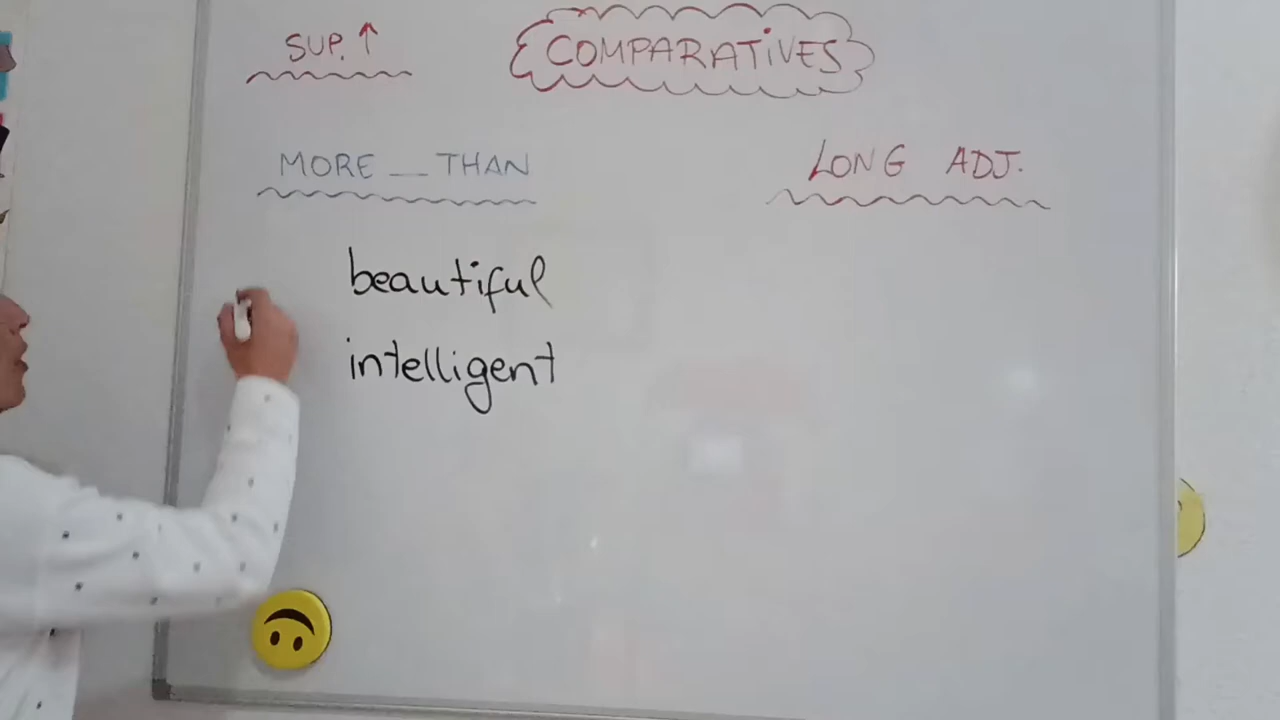 SUP. ↑
COMPARATIVES
MORE __ THAN
LONG ADJ.
beautiful
intelligent